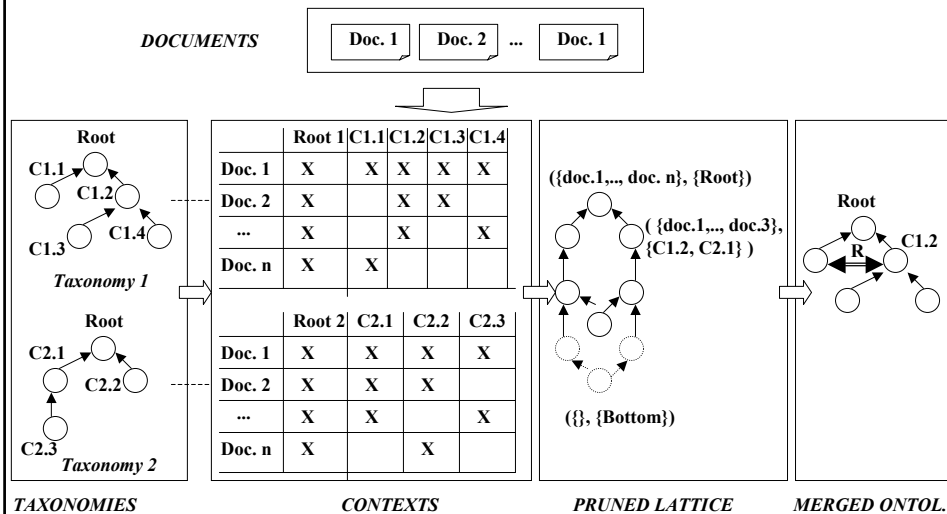 DOCUMENTS Doc. 1 Doc. 2 ... Doc. 1
Root
C1.1
C1.2
C1.3 C1.4
Taxonomy 1
Root
C2.1
C2.2
C2.3
Taxonomy 2
Root 1 C1.1 C1.2 C1.3 C1.4
Doc. 1 X X X X X
Doc. 2 X X X
... X X X
Doc. n X X
Root 2 C2.1 C2.2 C2.3
Doc. 1 X X X X
Doc. 2 X X X
... X X X
Doc. n X X
({doc.1,.., doc. n}, {Root})
( {doc.1,.., doc.3},
{C1.2, C2.1} )
({}, {Bottom})
Root
C1.2
R
TAXONOMIES CONTEXTS PRUNED LATTICE MERGED ONTOL.